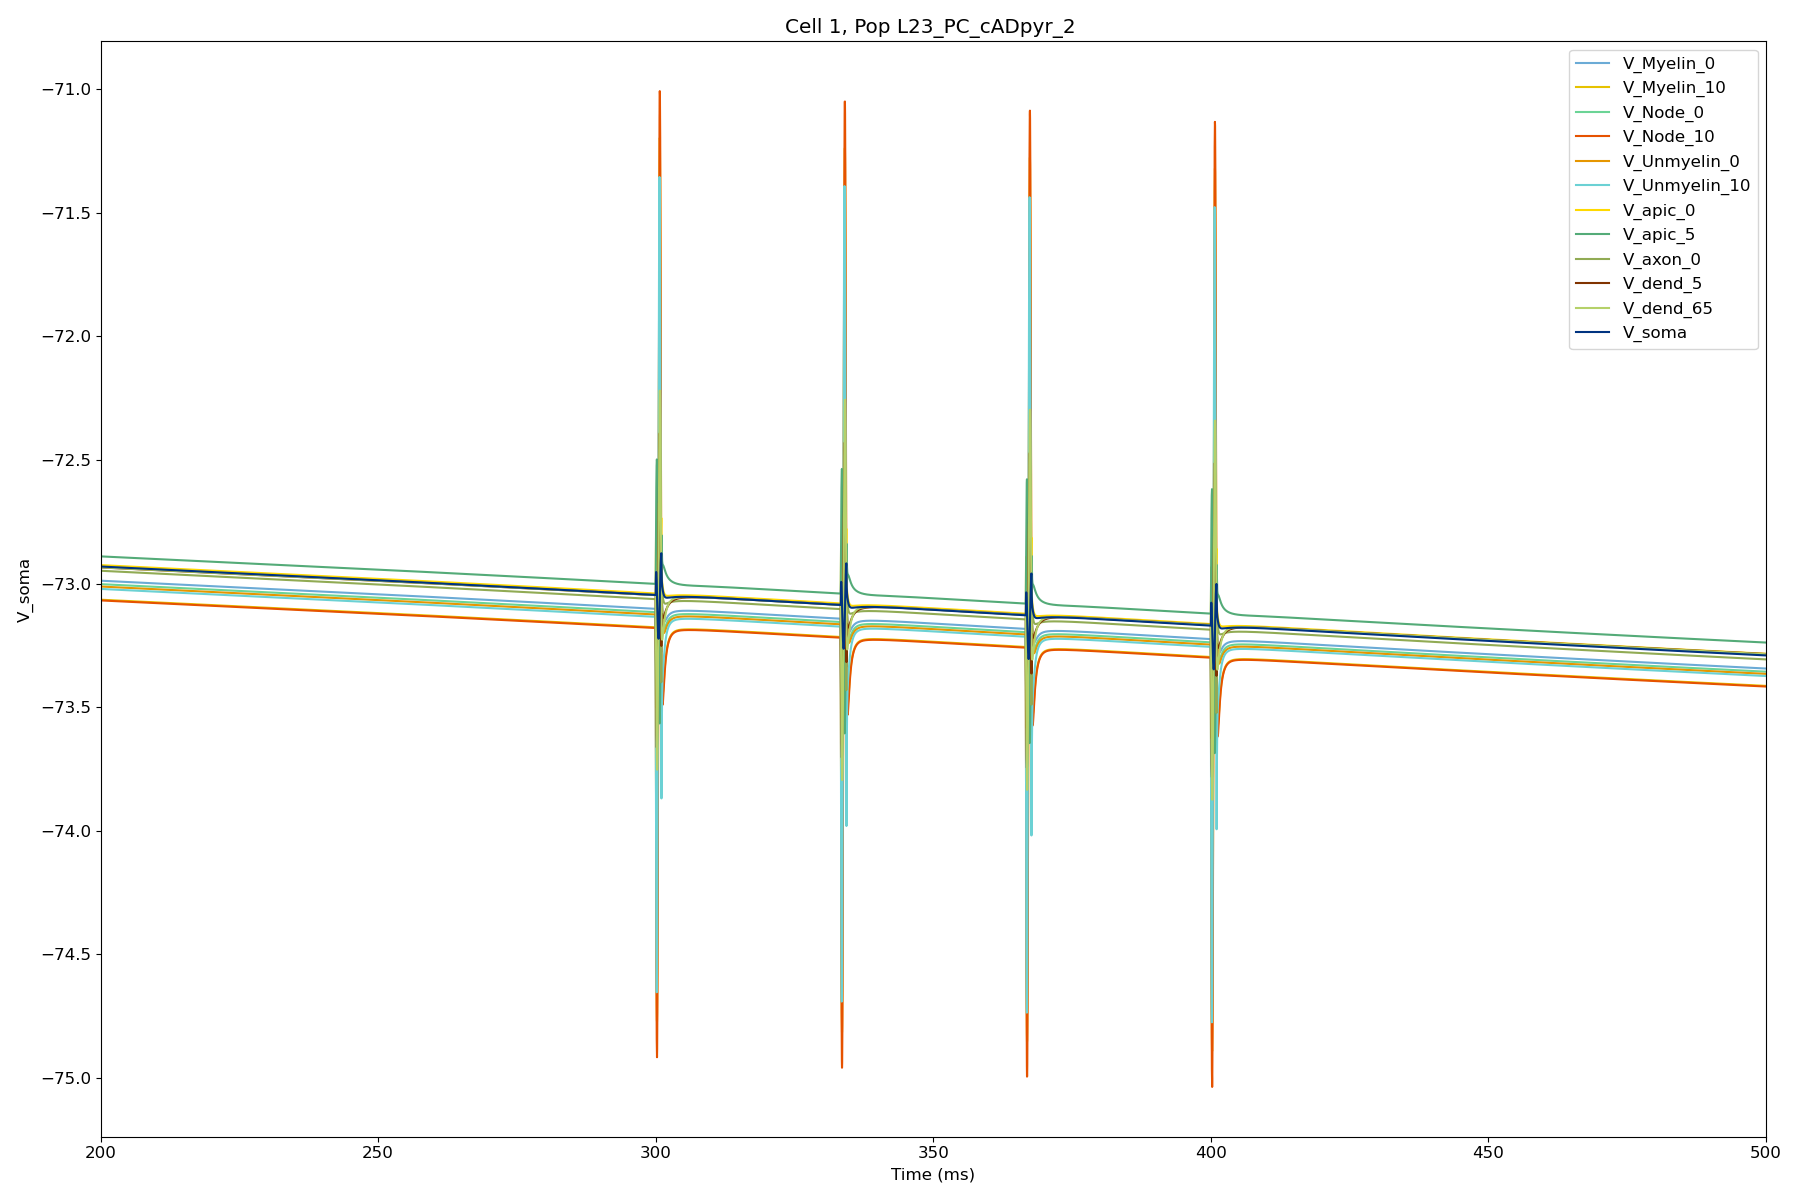 Cell 1, Pop L23_PC_cADpyr_2
V_Myelin_0
V_Myelin_10
V_Node_0
V_Node_10
V_Unmyelin_0
V_Unmyelin_10
V_apic_0
V_apic_5
V_axon_0
V_dend_5
V_dend_65
V_soma
−71.0
−71.5
−72.0
−72.5
−73.0
−73.5
−74.0
−74.5
−75.0
V_soma
200 250 300 350 400 450 500
Time (ms)